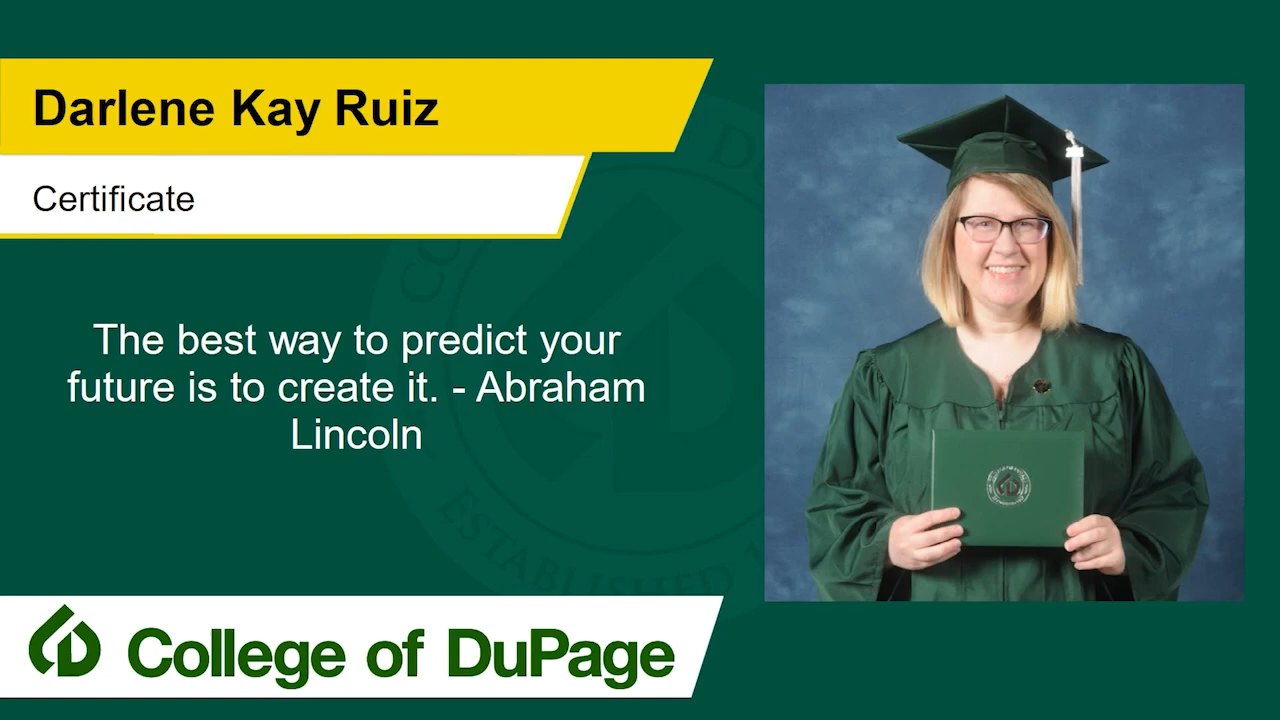 Darlene Kay Ruiz
Certificate
The best way to predict your
future is to create it. - Abraham
Lincoln
College of DuPage
ESTABLISHED